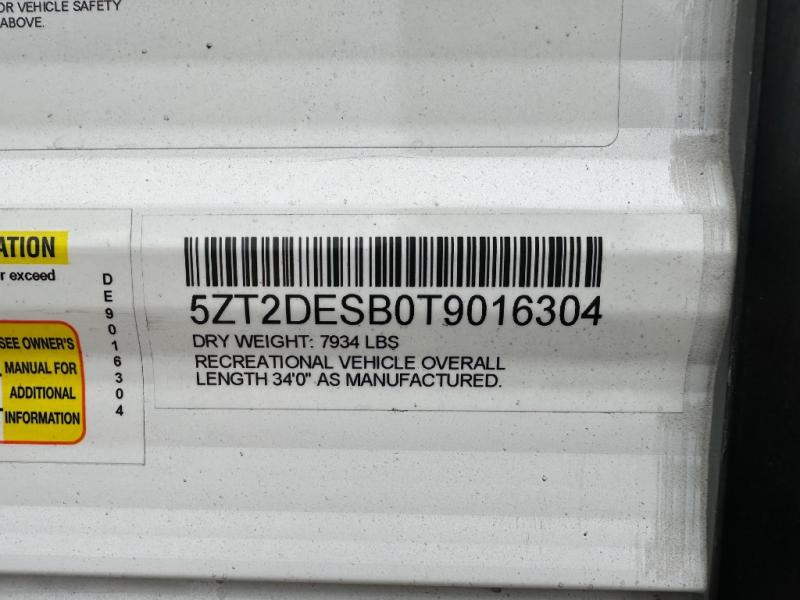 OR VEHICLE SAFETY
ABOVE.
ATION
r exceed
DE9016304
SEE OWNER'S
MANUAL FOR
ADDITIONAL
INFORMATION
5ZT2DESB0T9016304
DRY WEIGHT: 7934 LBS
RECREATIONAL VEHICLE OVERALL
LENGTH 34'0" AS MANUFACTURED.